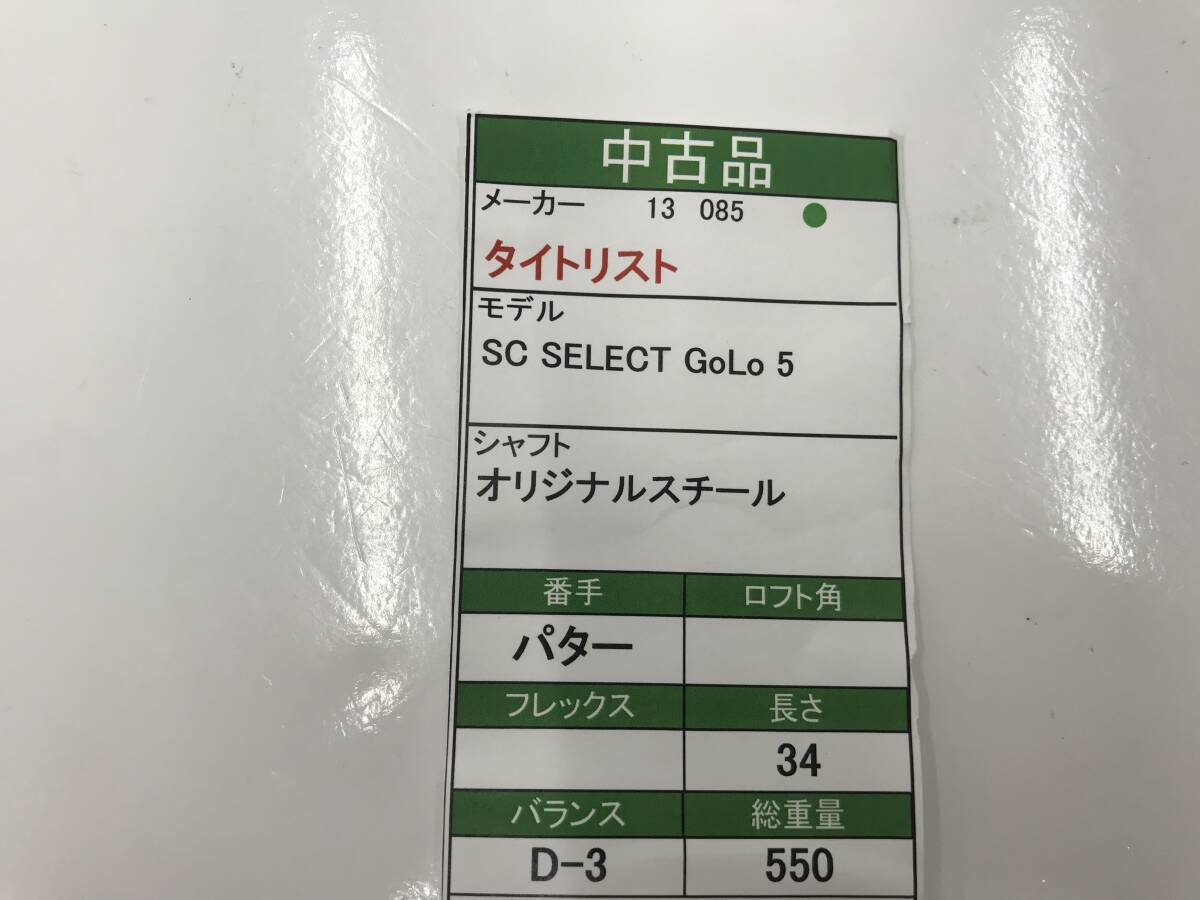 中古品
メーカー 13 085
タイトリスト
モデル
SC SELECT GoLo 5
シャフト
オリジナルスチール
番手 ロフト角
パター
フレックス 長さ
34
バランス 総重量
D-3 550